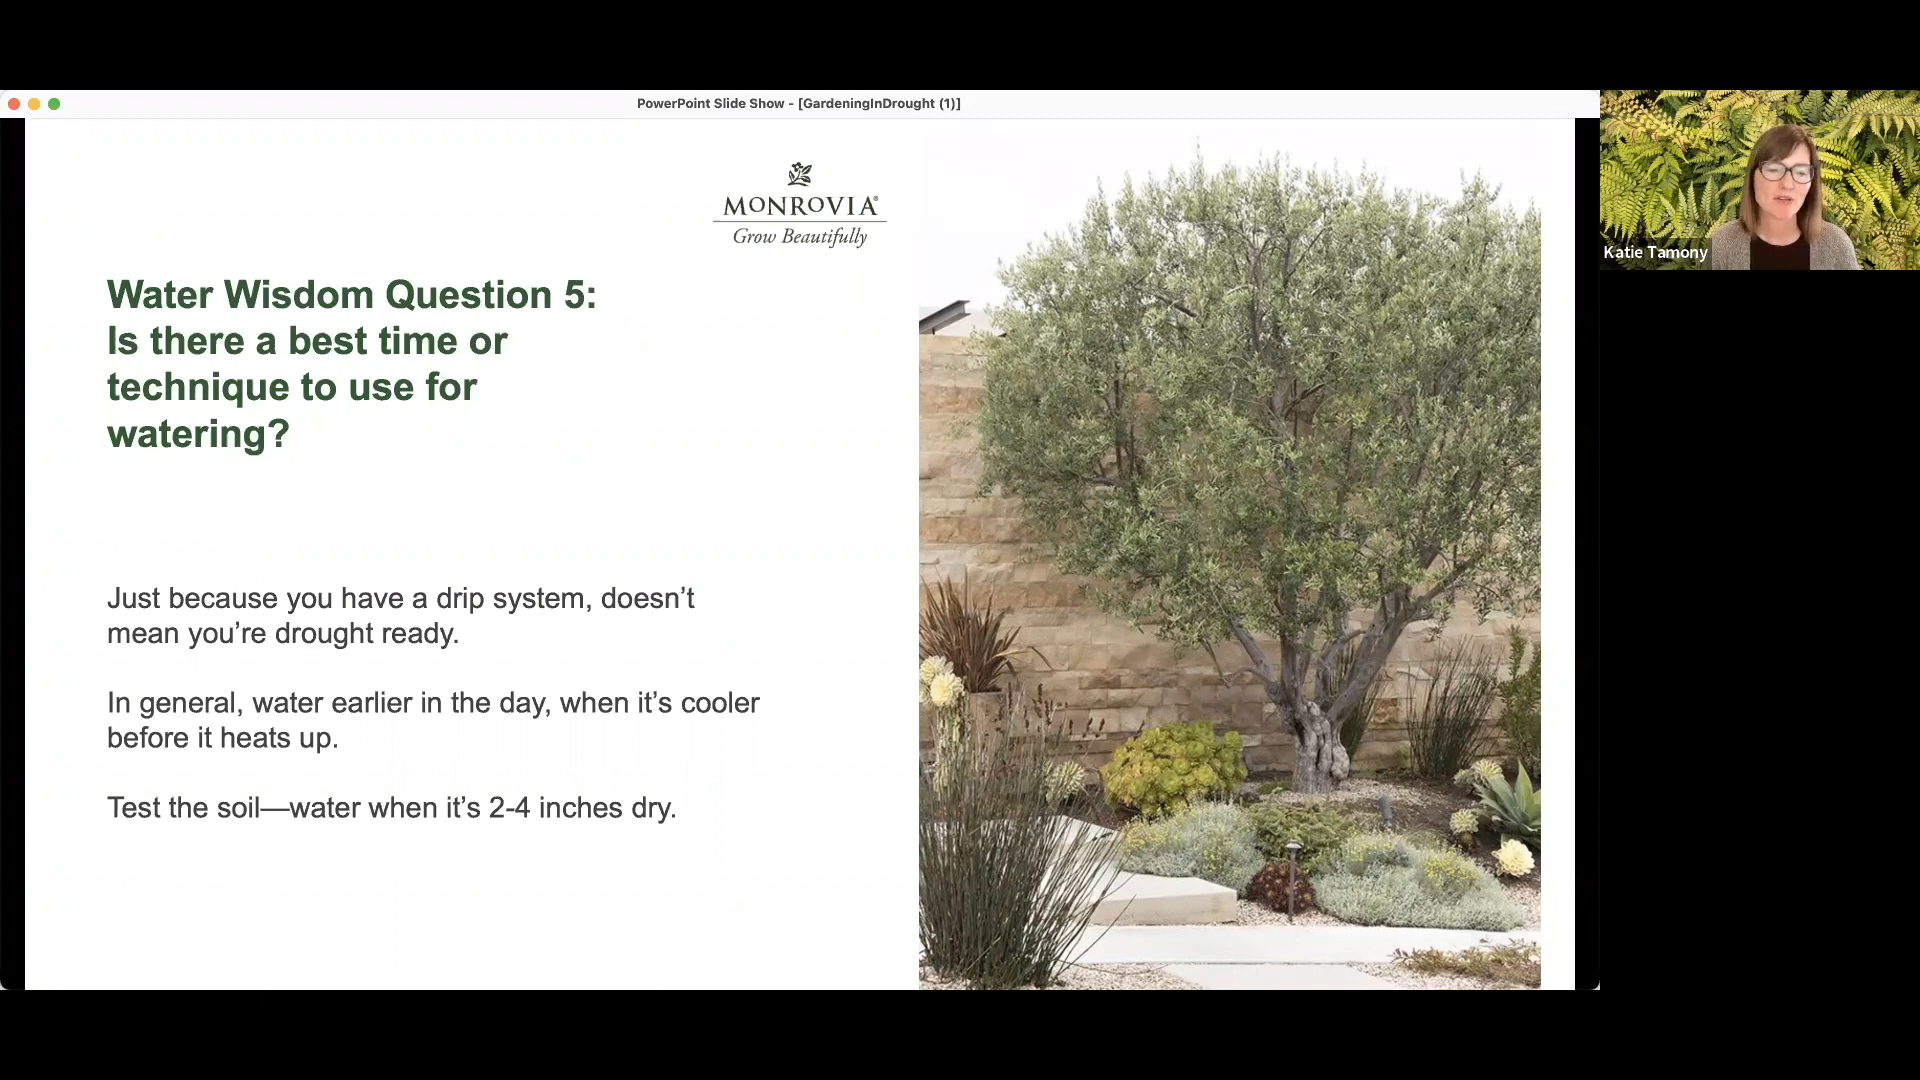 PowerPoint Slide Show - [GardeningInDrought (1)]
MONROVIA®
Grow Beautifully
Katie Tamony
Water Wisdom Question 5:
Is there a best time or
technique to use for
watering?
Just because you have a drip system, doesn’t
mean you’re drought ready.
In general, water earlier in the day, when it’s cooler
before it heats up.
Test the soil—water when it’s 2-4 inches dry.